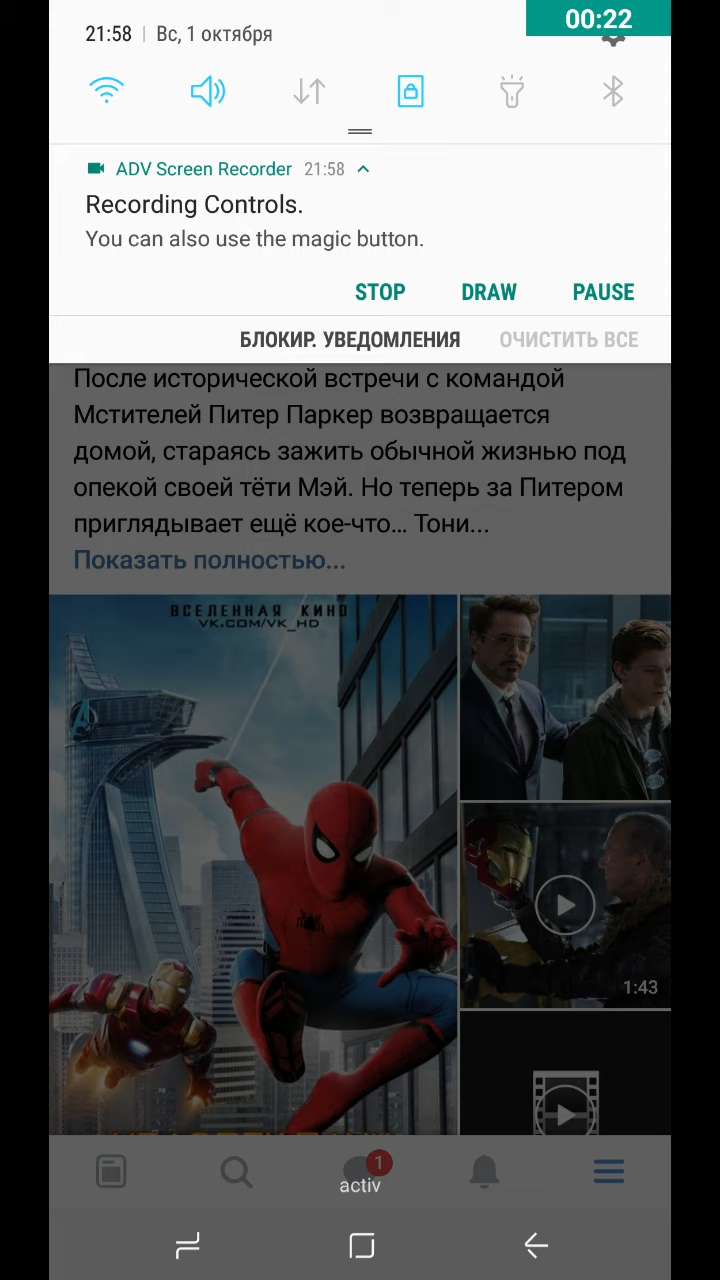 00:22
21:58 | Вс, 1 октября
ADV Screen Recorder 21:58
Recording Controls.
You can also use the magic button.
STOP DRAW PAUSE
БЛОКИР. УВЕДОМЛЕНИЯ ОЧИСТИТЬ ВСЕ
После исторической встречи с командой
Мстителей Питер Паркер возвращается
домой, стараясь зажить обычной жизнью под
опекой своей тёти Мэй. Но теперь за Питером
приглядывает ещё кое-что... Тони...
Показать полностью...
ВСЕЛЕННАЯ КИНО
VK.COM/VK_HD
1:43
1
activ